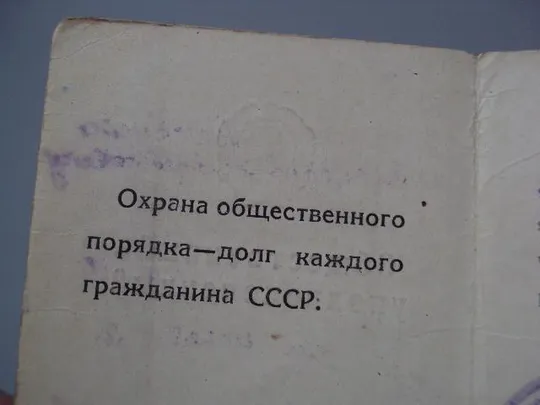 Охрана общественного
порядка—долг каждого
гражданина СССР.